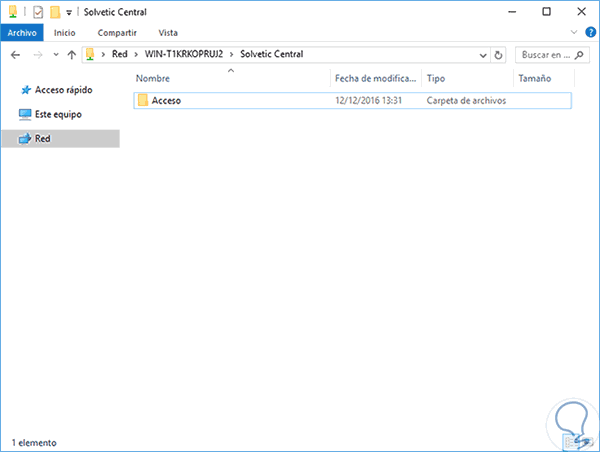 Solvetic Central
Archivo Inicio Compartir Vista
Red WIN-T1KRKOPRUJ2 Solvetic Central Buscar en ...
Nombre Fecha de modifica... Tipo Tamaño
Acceso rápido
Acceso 12/12/2016 13:31 Carpeta de archivos
Este equipo
Red
1 elemento